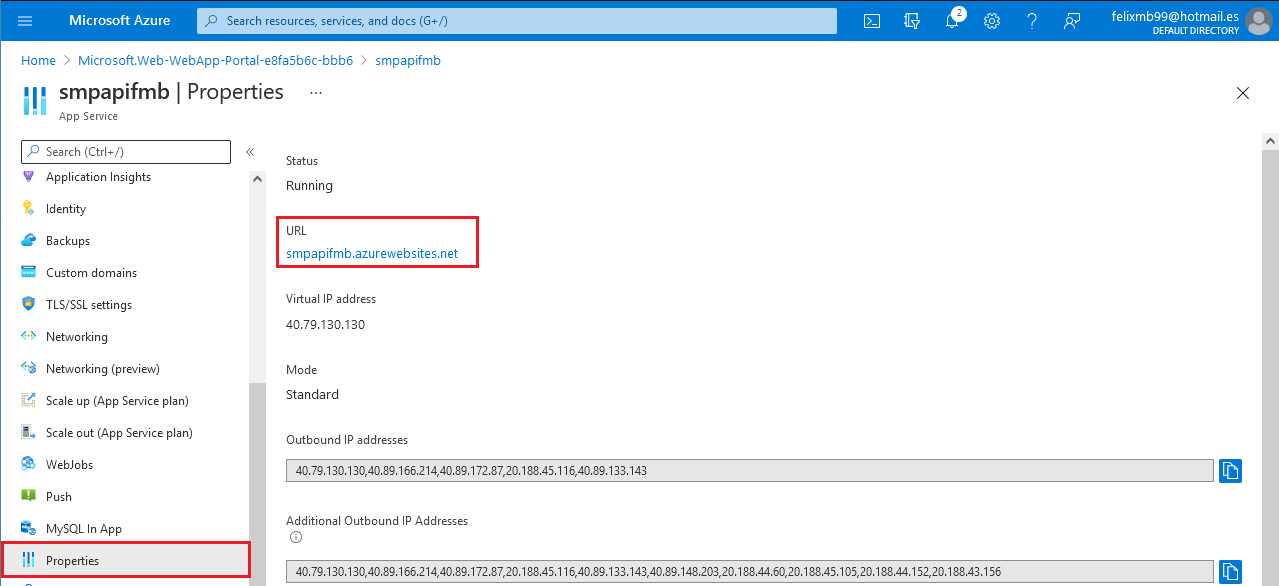 Microsoft Azure
Search resources, services, and docs (G+/)
2
felixmb99@hotmail.es
DEFAULT DIRECTORY
Home > Microsoft.Web-WebApp-Portal-e8fa5b6c-bbb6 > smpapifmb
smpapifmb | Properties ...
App Service
Search (Ctrl+/)
«
Application Insights
Identity
Backups
Custom domains
TLS/SSL settings
Networking
Networking (preview)
Scale up (App Service plan)
Scale out (App Service plan)
WebJobs
Push
MySQL In App
Properties
Status
Running
URL
smpapifmb.azurewebsites.net
Virtual IP address
40.79.130.130
Mode
Standard
Outbound IP addresses
40.79.130.130,40.89.166.214,40.89.172.87,20.188.45.116,40.89.133.143
Additional Outbound IP Addresses
40.79.130.130,40.89.166.214,40.89.172.87,20.188.45.116,40.89.133.143,40.89.148.203,20.188.44.60,20.188.45.105,20.188.44.152,20.188.43.156